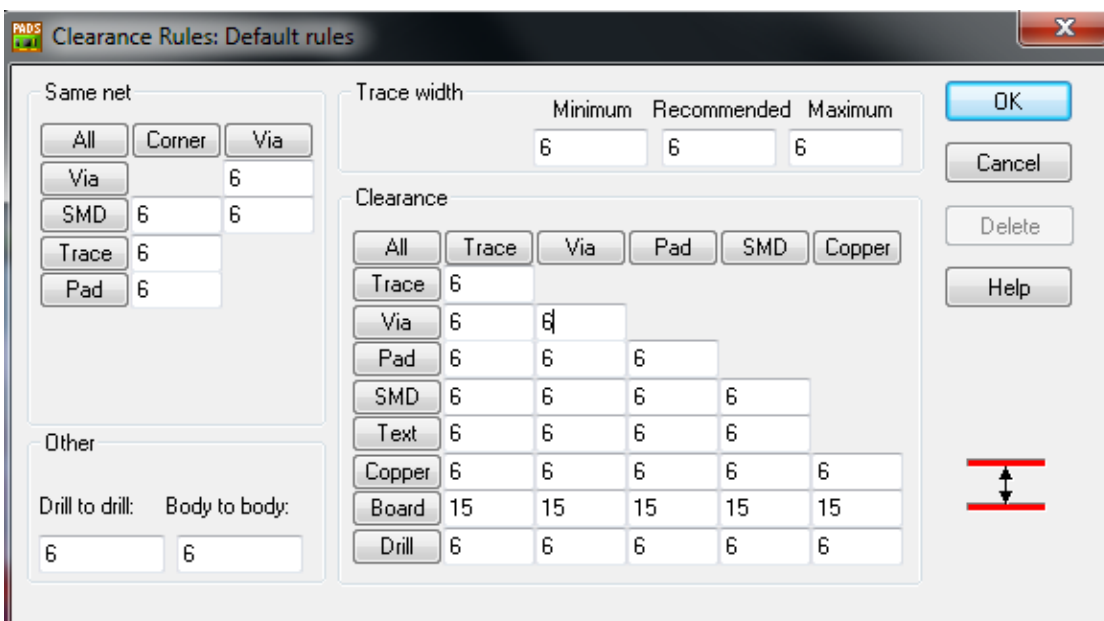 PADS
Clearance Rules: Default rules
Same net
All Corner Via
Via 6
SMD 6 6
Trace 6
Pad 6
Other
Drill to drill: Body to body:
6 6
Trace width
Minimum Recommended Maximum
6 6 6
Clearance
All Trace Via Pad SMD Copper
Trace 6
Via 6 6
Pad 6 6 6
SMD 6 6 6 6
Text 6 6 6 6
Copper 6 6 6 6 6
Board 15 15 15 15 15
Drill 6 6 6 6 6
OK
Cancel
Delete
Help